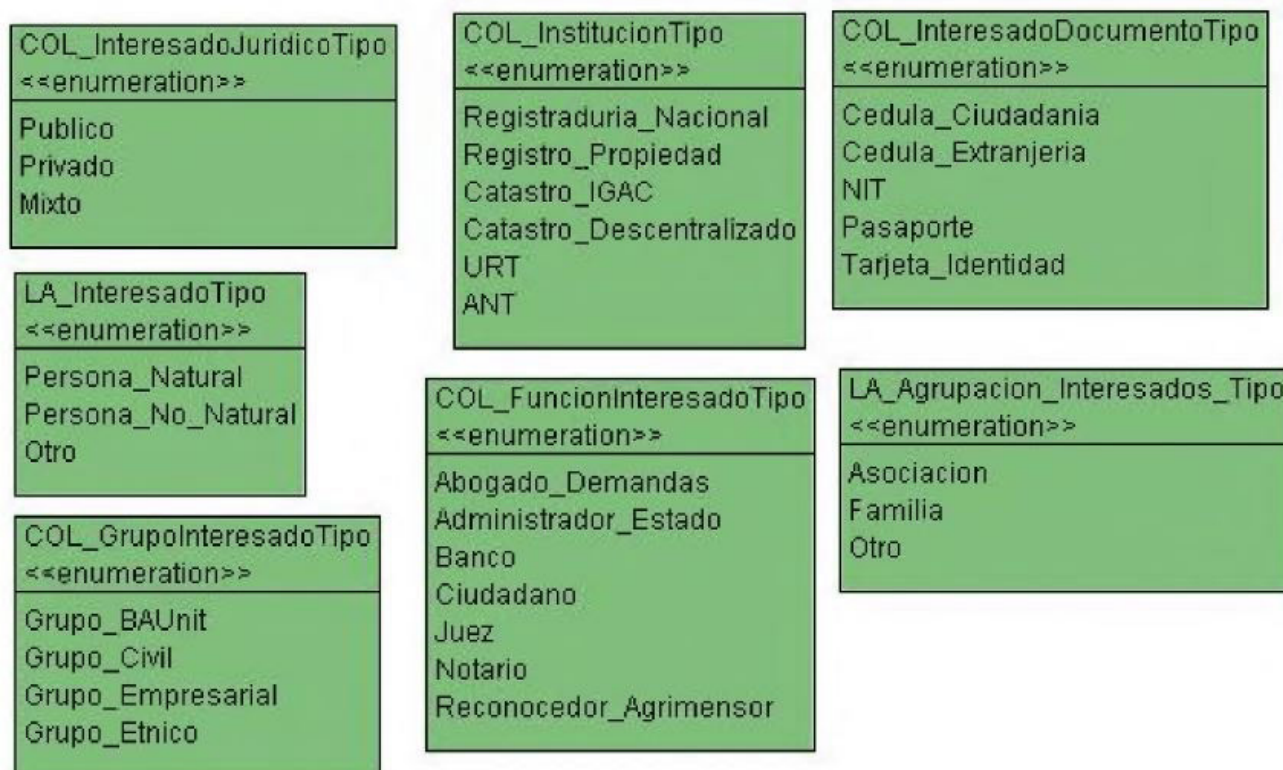 COL_InteresadoJuridicoTipo
<<enumeration>>
Publico
Privado
Mixto
LA_InteresadoTipo
<<enumeration>>
Persona_Natural
Persona_No_Natural
Otro
COL_GrupoInteresadoTipo
<<enumeration>>
Grupo_BAUnit
Grupo_Civil
Grupo_Empresarial
Grupo_Etnico
COL_InstitucionTipo
<<enumeration>>
Registraduria_Nacional
Registro_Propiedad
Catastro_IGAC
Catastro_Descentralizado
URT
ANT
COL_FuncionInteresadoTipo
<<enumeration>>
Abogado_Demandas
Administrador_Estado
Banco
Ciudadano
Juez
Notario
Reconocedor_Agrimensor
COL_InteresadoDocumentoTipo
<<enumeration>>
Cedula_Ciudadania
Cedula_Extranjeria
NIT
Pasaporte
Tarjeta_Identidad
LA_Agrupacion_Interesados_Tipo
<<enumeration>>
Asociacion
Familia
Otro